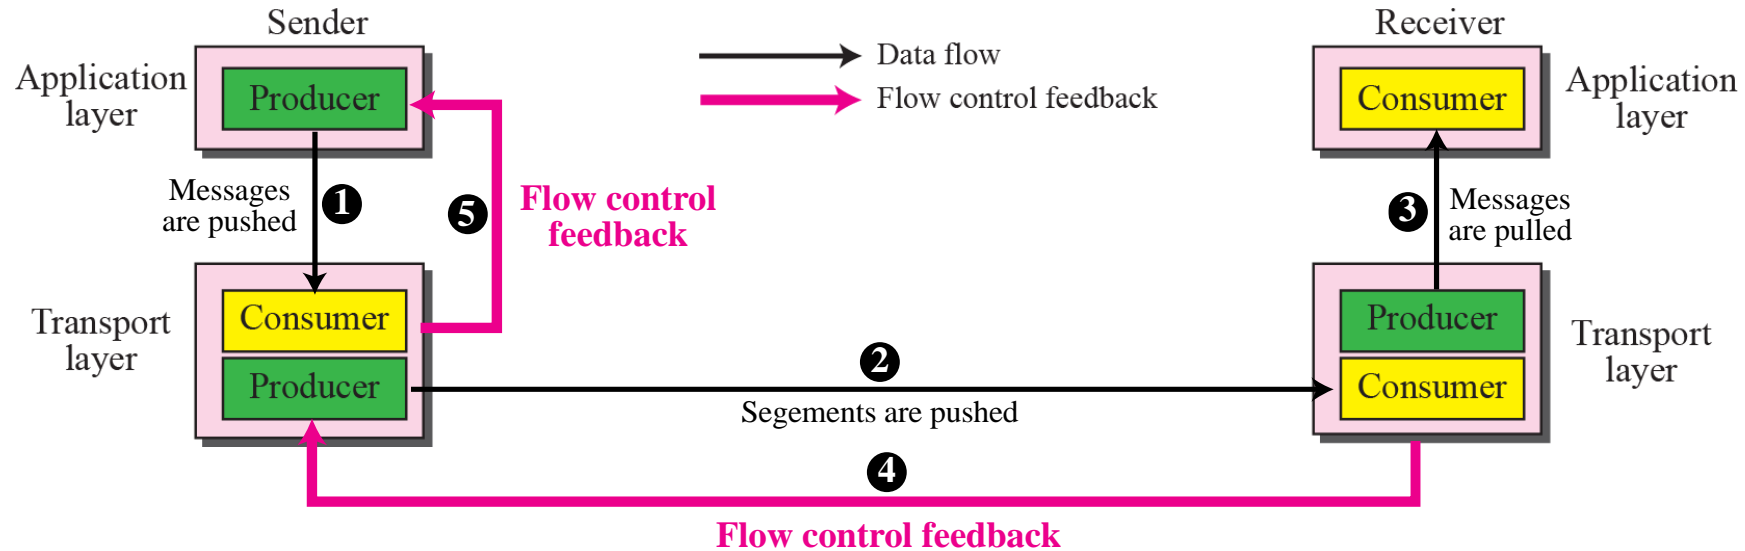 Sender
Receiver
Data flow
Flow control feedback
Application
layer
Producer
Consumer
Application
layer
Messages
are pushed
1
5
Flow control
feedback
3
Messages
are pulled
Transport
layer
Consumer
Producer
2
Segements are pushed
Producer
Consumer
Transport
layer
4
Flow control feedback